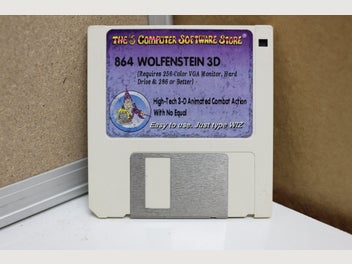 THE $5 COMPUTER SOFTWARE STORE
864 WOLFENSTEIN 3D
(Requires 256-Color VGA Monitor, Hard
Drive & 286 or Better)
High-Tech 3-D Animated Combat Action
With No Equal
Easy to use. Just type WIZ